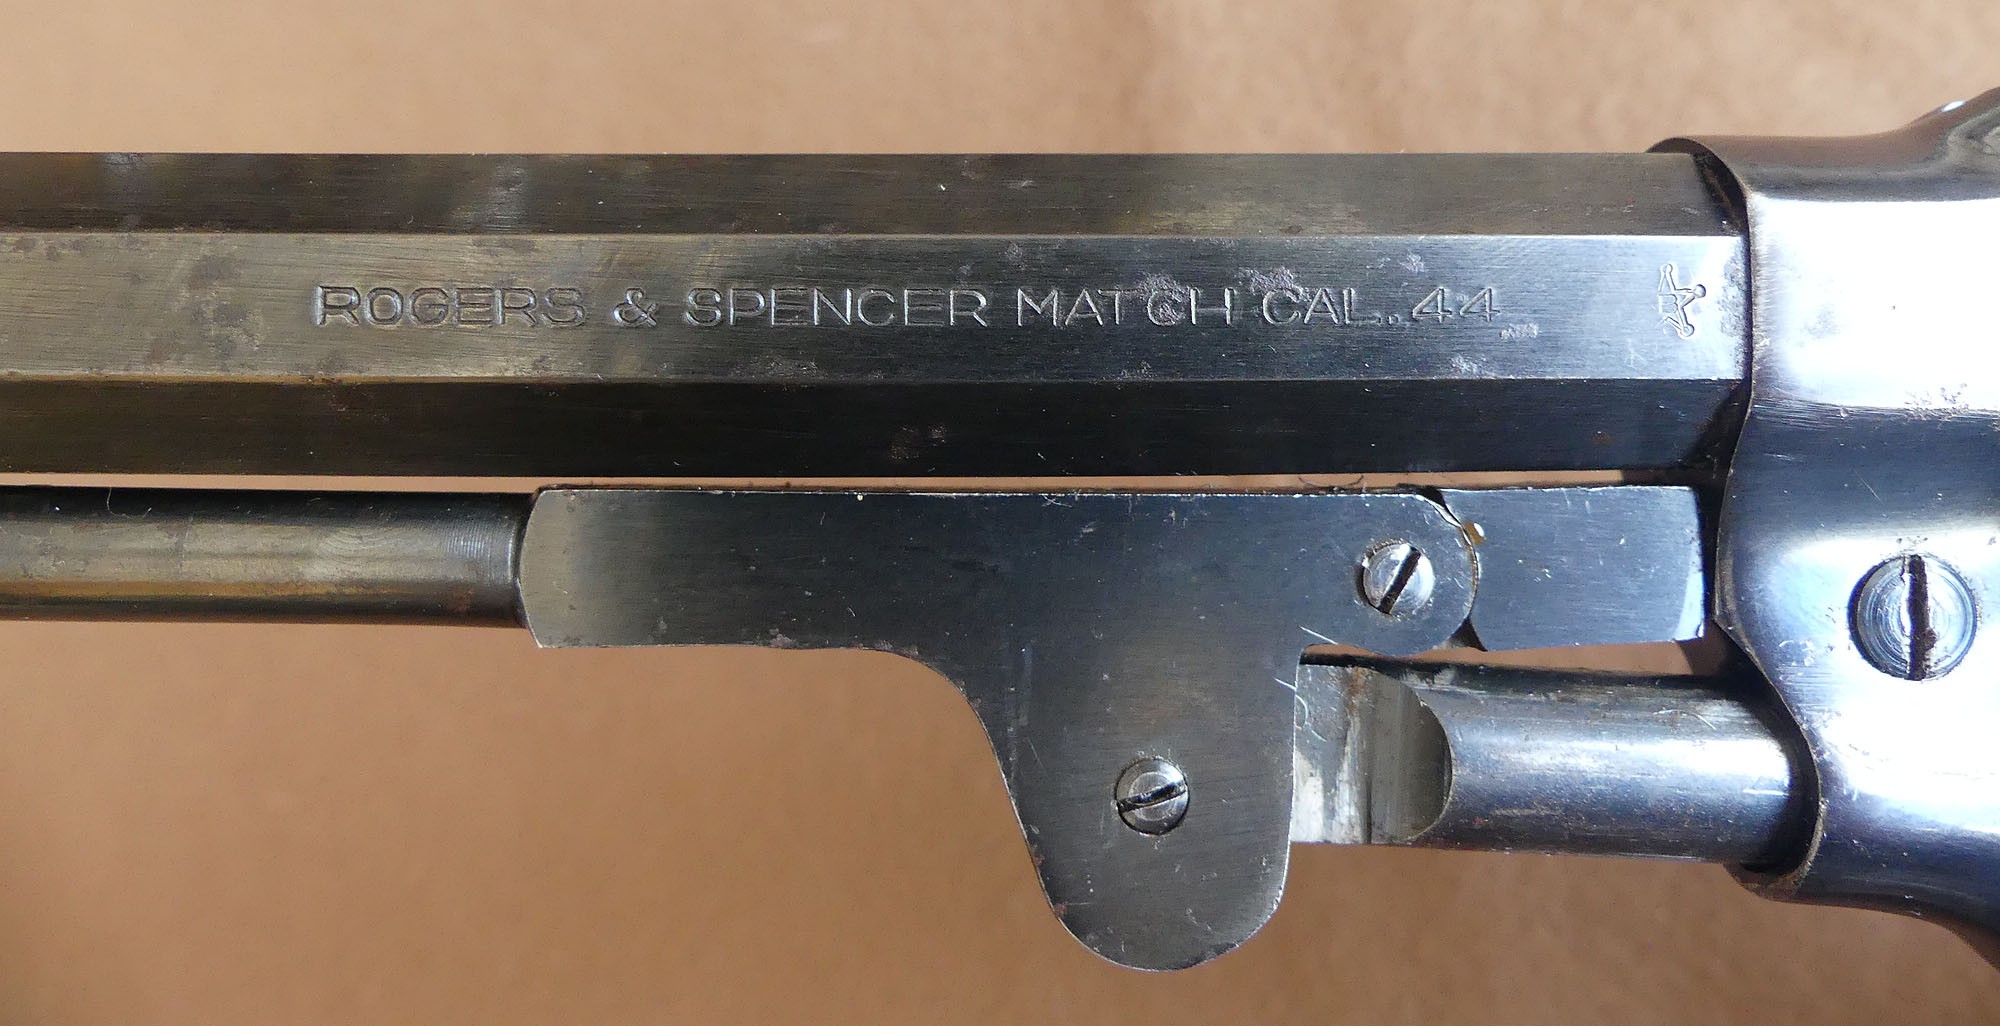 ROGERS & SPENCER MATCH CAL..44